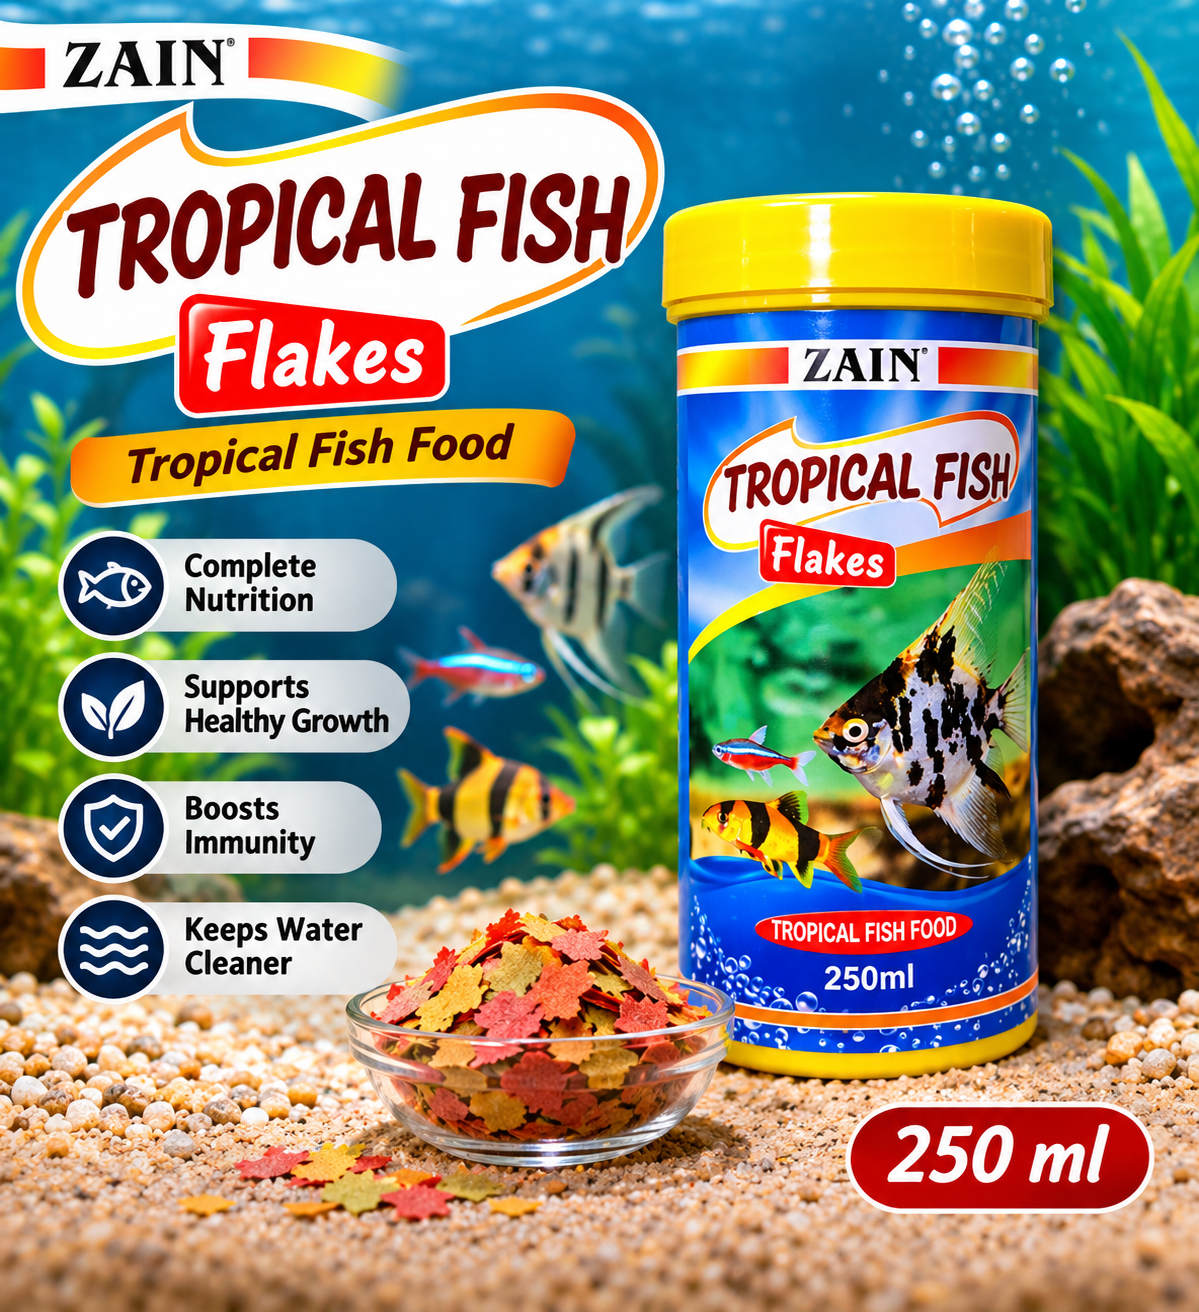 ZAIN®
TROPICAL FISH
Flakes
Tropical Fish Food
Complete
Nutrition
Supports
Healthy Growth
Boosts
Immunity
Keeps Water
Cleaner
ZAIN®
TROPICAL FISH
Flakes
TROPICAL FISH FOOD
250ml
250 ml